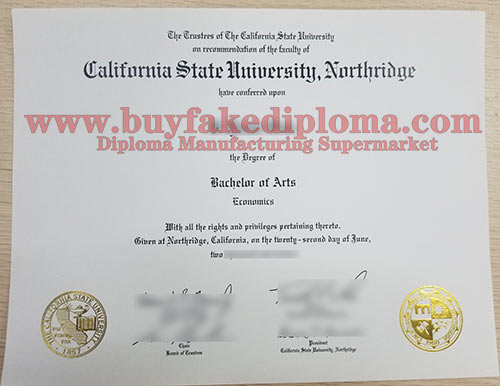 The Trustees of The California State University
on recommendation of the faculty of
California State University, Northridge
have conferred upon
www.buyfakediploma.com
Diploma Manufacturing Supermarket
the Degree of
Bachelor of Arts
Economics
With all the rights and privileges pertaining thereto.
Given at Northridge, California, on the twenty-second day of June,
two
Chair
Board of Trustees
President
California State University, Northridge
THE CALIFORNIA STATE UNIVERSITY
1857